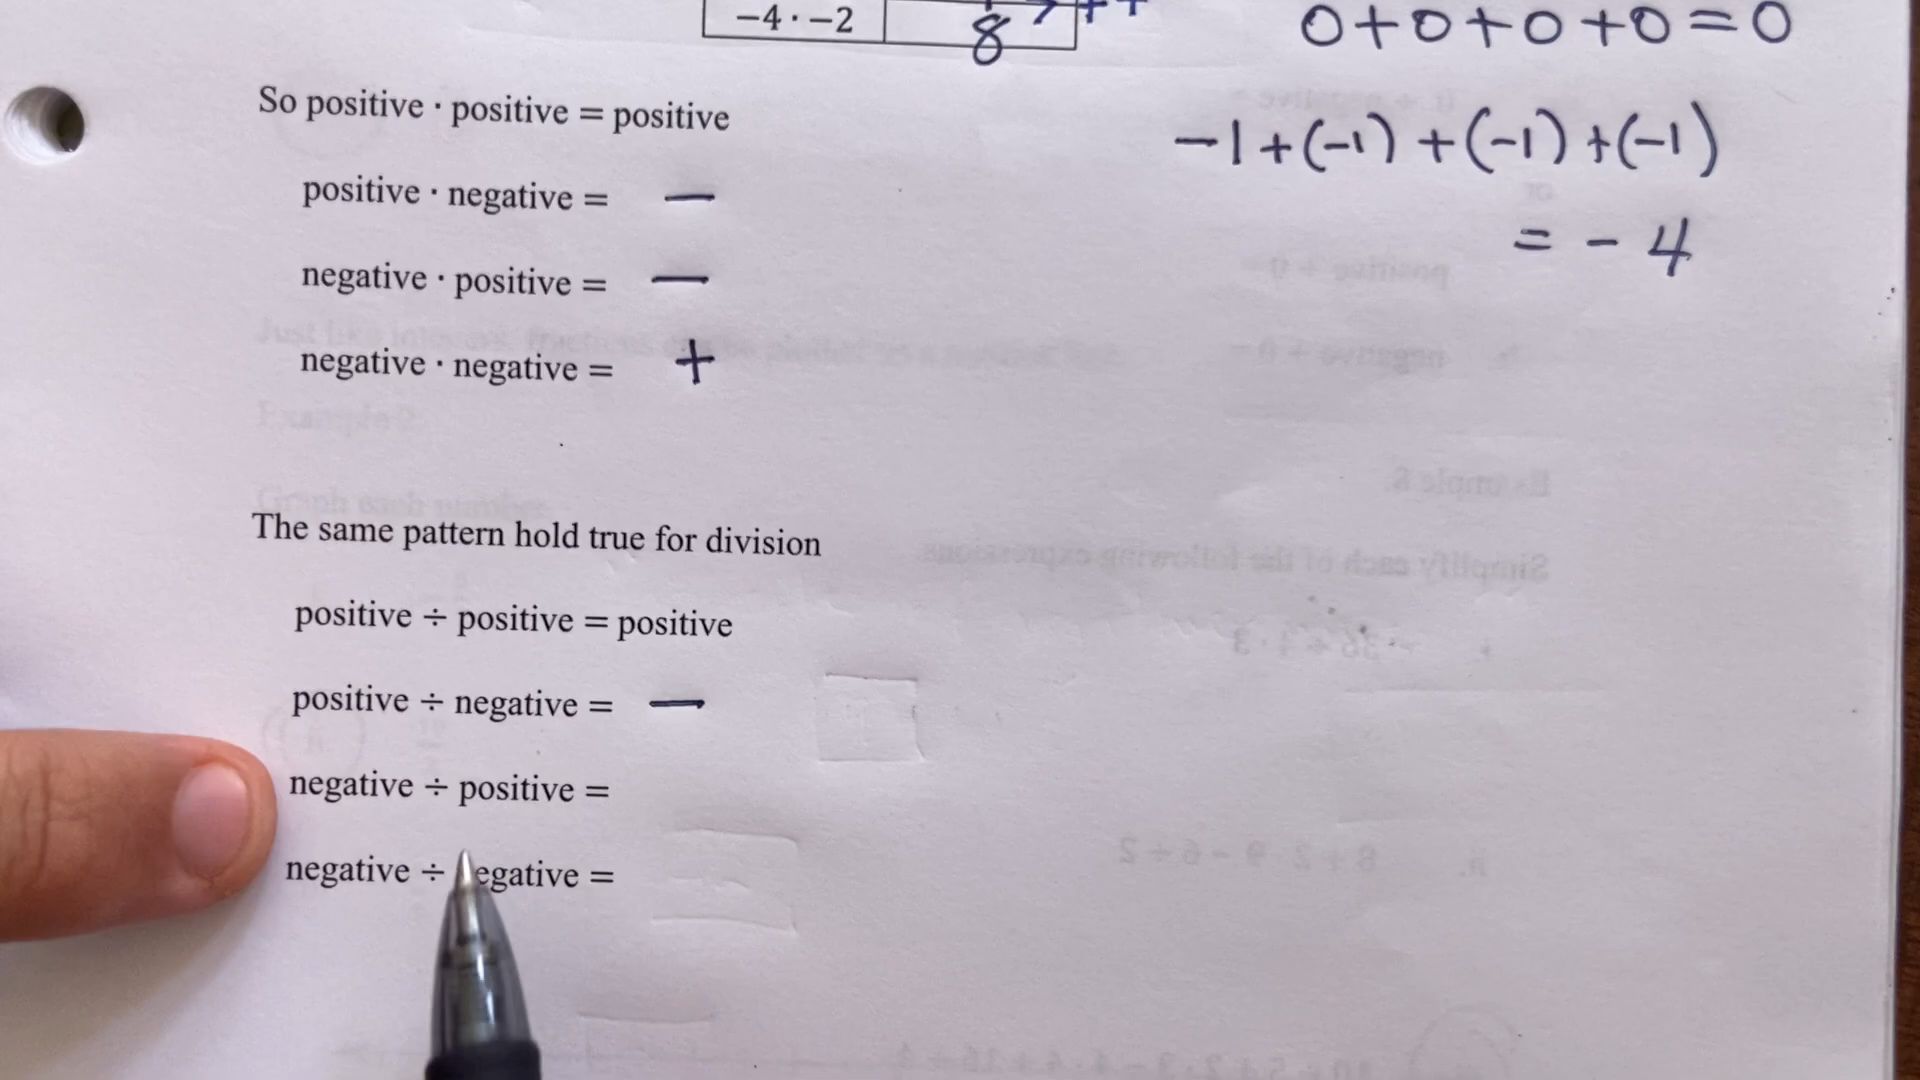 −4 · −2 8 ++
0+0+0+0=0
So positive · positive = positive
-1+(-1)+(-1)+(-1)
positive · negative = —
= - 4
negative · positive = —
negative · negative = +
The same pattern hold true for division
positive ÷ positive = positive
positive ÷ negative = —
negative ÷ positive =
negative ÷ egative =